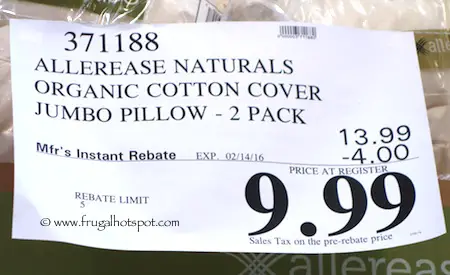 371188
ALLEREASE NATURALS
ORGANIC COTTON COVER
JUMBO PILLOW - 2 PACK
13.99
Mfr's Instant Rebate EXP. 02/14/16 -4.00
PRICE AT REGISTER
REBATE LIMIT
5
9.99
© www.frugalhotspot.com
Sales Tax on the pre-rebate price
allerease